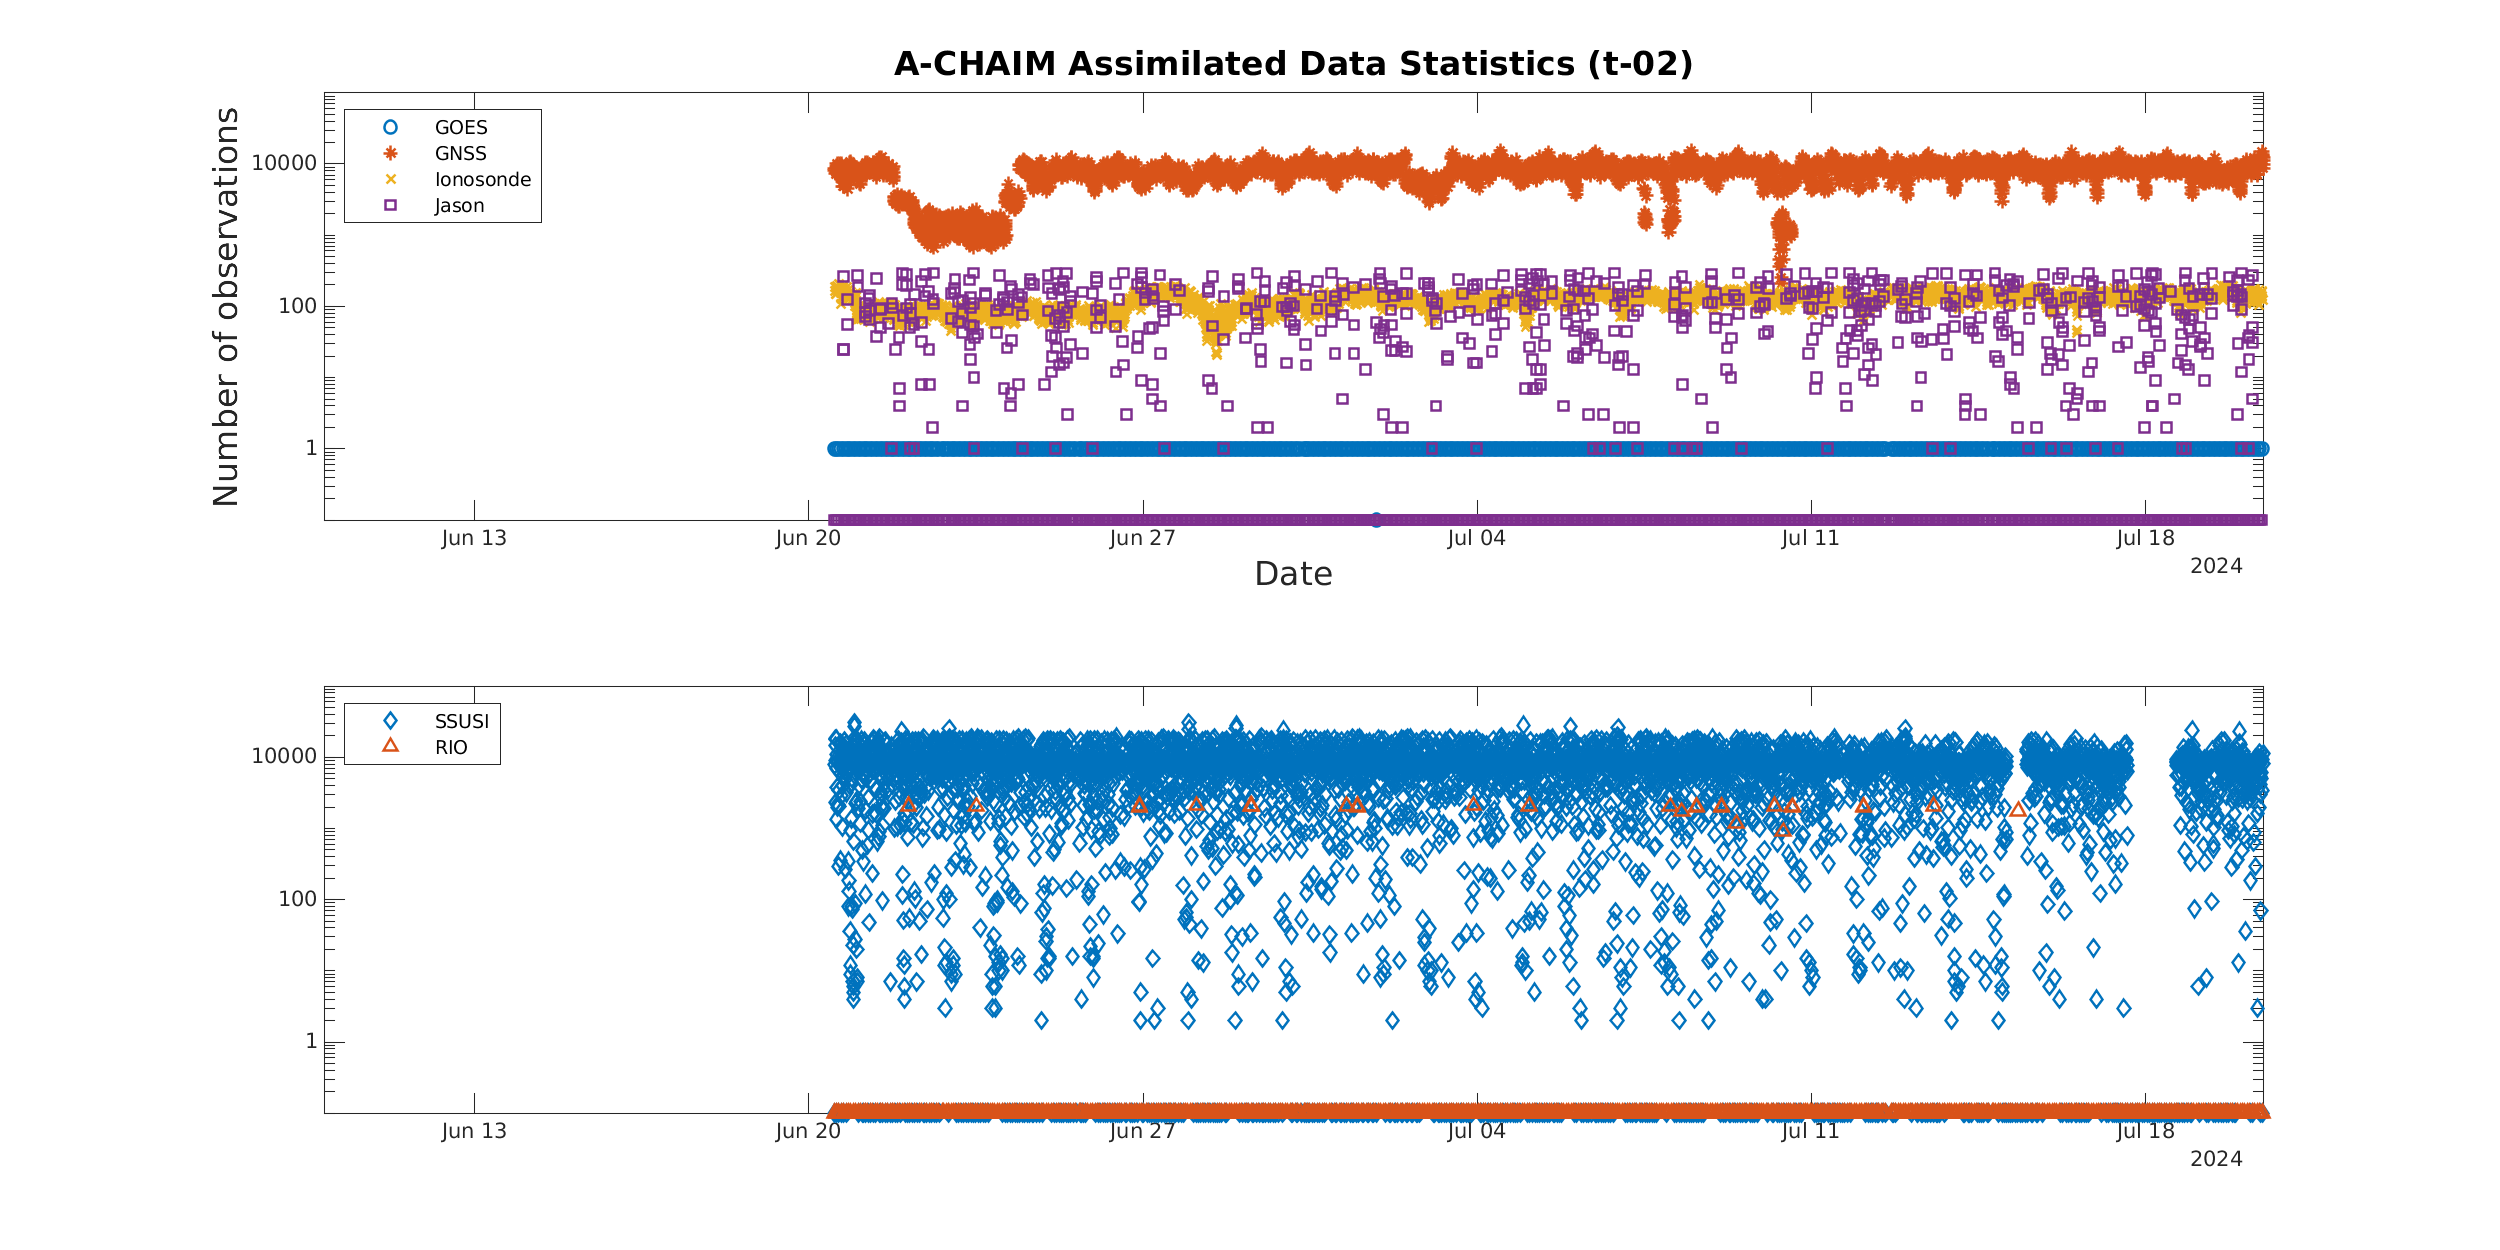 A-CHAIM Assimilated Data Statistics (t-02)
Number of observations
10000
100
1
GOES
GNSS
Ionosonde
Jason
Jun 13
Jun 20
Jun 27
Jul 04
Jul 11
Jul 18
2024
Date
10000
100
1
SSUSI
RIO
Jun 13
Jun 20
Jun 27
Jul 04
Jul 11
Jul 18
2024